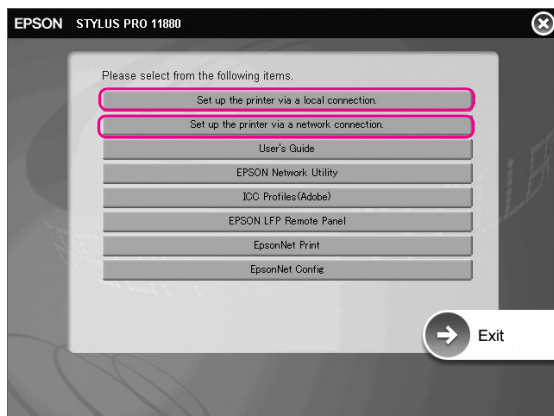 EPSON STYLUS PRO 11880
Please select from the following items.
Set up the printer via a local connection.
Set up the printer via a network connection.
User's Guide
EPSON Network Utility
ICC Profiles(Adobe)
EPSON LFP Remote Panel
EpsonNet Print
EpsonNet Config
Exit